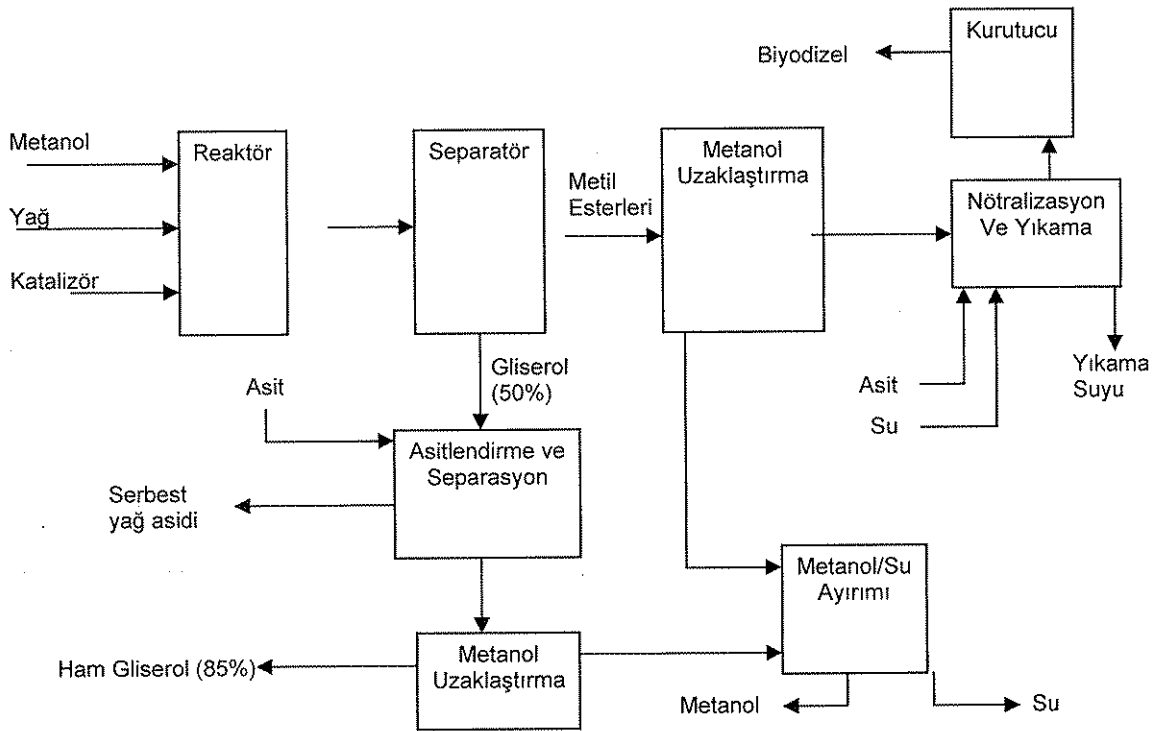 Kurutucu
Biyodizel
Metanol
Reaktör
Separatör
Metanol
Uzaklaştırma
Metil
Esterleri
Nötralizasyon
Ve Yıkama
Yağ
Katalizör
Gliserol
(50%)
Asit
Yıkama
Suyu
Asit
Su
Asitlendirme ve
Separasyon
Serbest
yağ asidi
Metanol/Su
Ayırımı
Metanol
Uzaklaştırma
Ham Gliserol (85%)
Metanol
Su